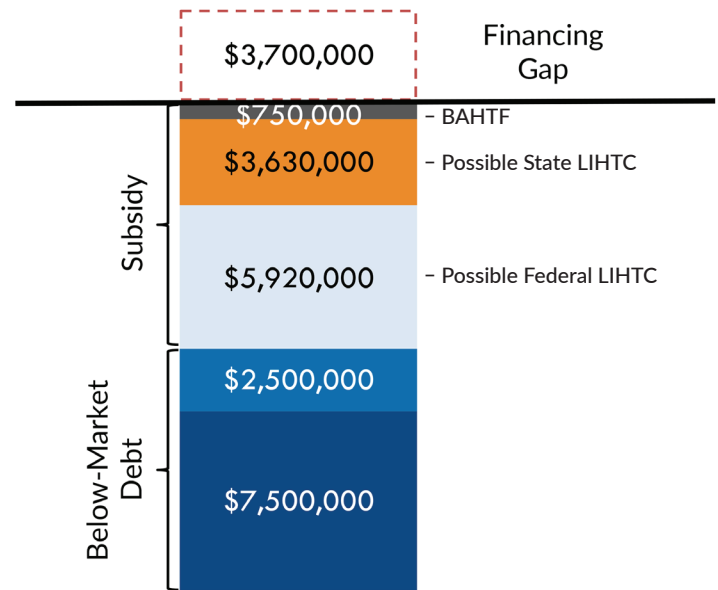 $3,700,000
Financing
Gap
$750,000
– BAHTF
$3,630,000
– Possible State LIHTC
Subsidy
$5,920,000
– Possible Federal LIHTC
$2,500,000
Below-Market
Debt
$7,500,000